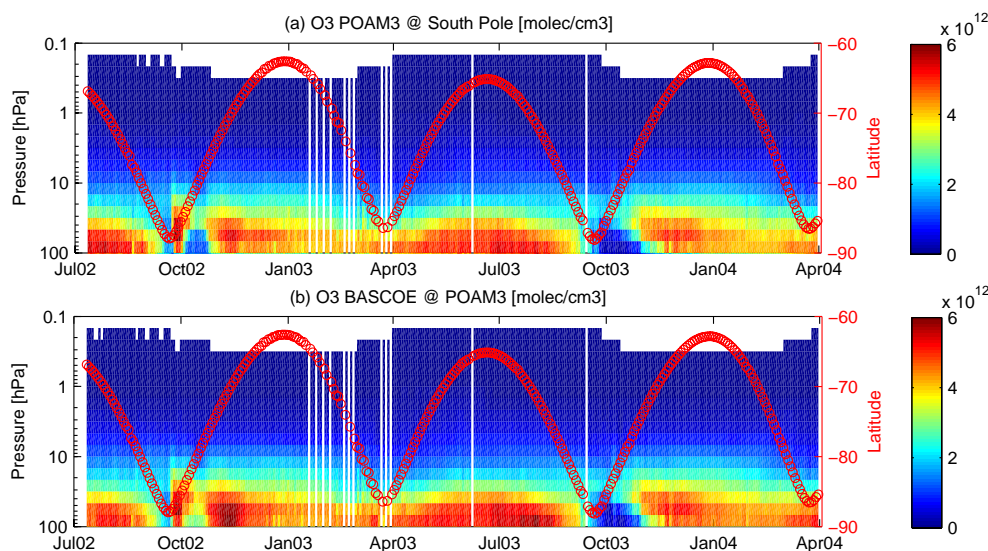 (a) O3 POAM3 @ South Pole [molec/cm3]
x 10^12
0.1
1
10
100
Pressure [hPa]
−60
−65
−70
−75
−80
−85
−90
Latitude
6
4
2
0
Jul02 Oct02 Jan03 Apr03 Jul03 Oct03 Jan04 Apr04
(b) O3 BASCOE @ POAM3 [molec/cm3]
x 10^12
0.1
1
10
100
Pressure [hPa]
−60
−70
−80
−90
Latitude
6
4
2
0
Jul02 Oct02 Jan03 Apr03 Jul03 Oct03 Jan04 Apr04